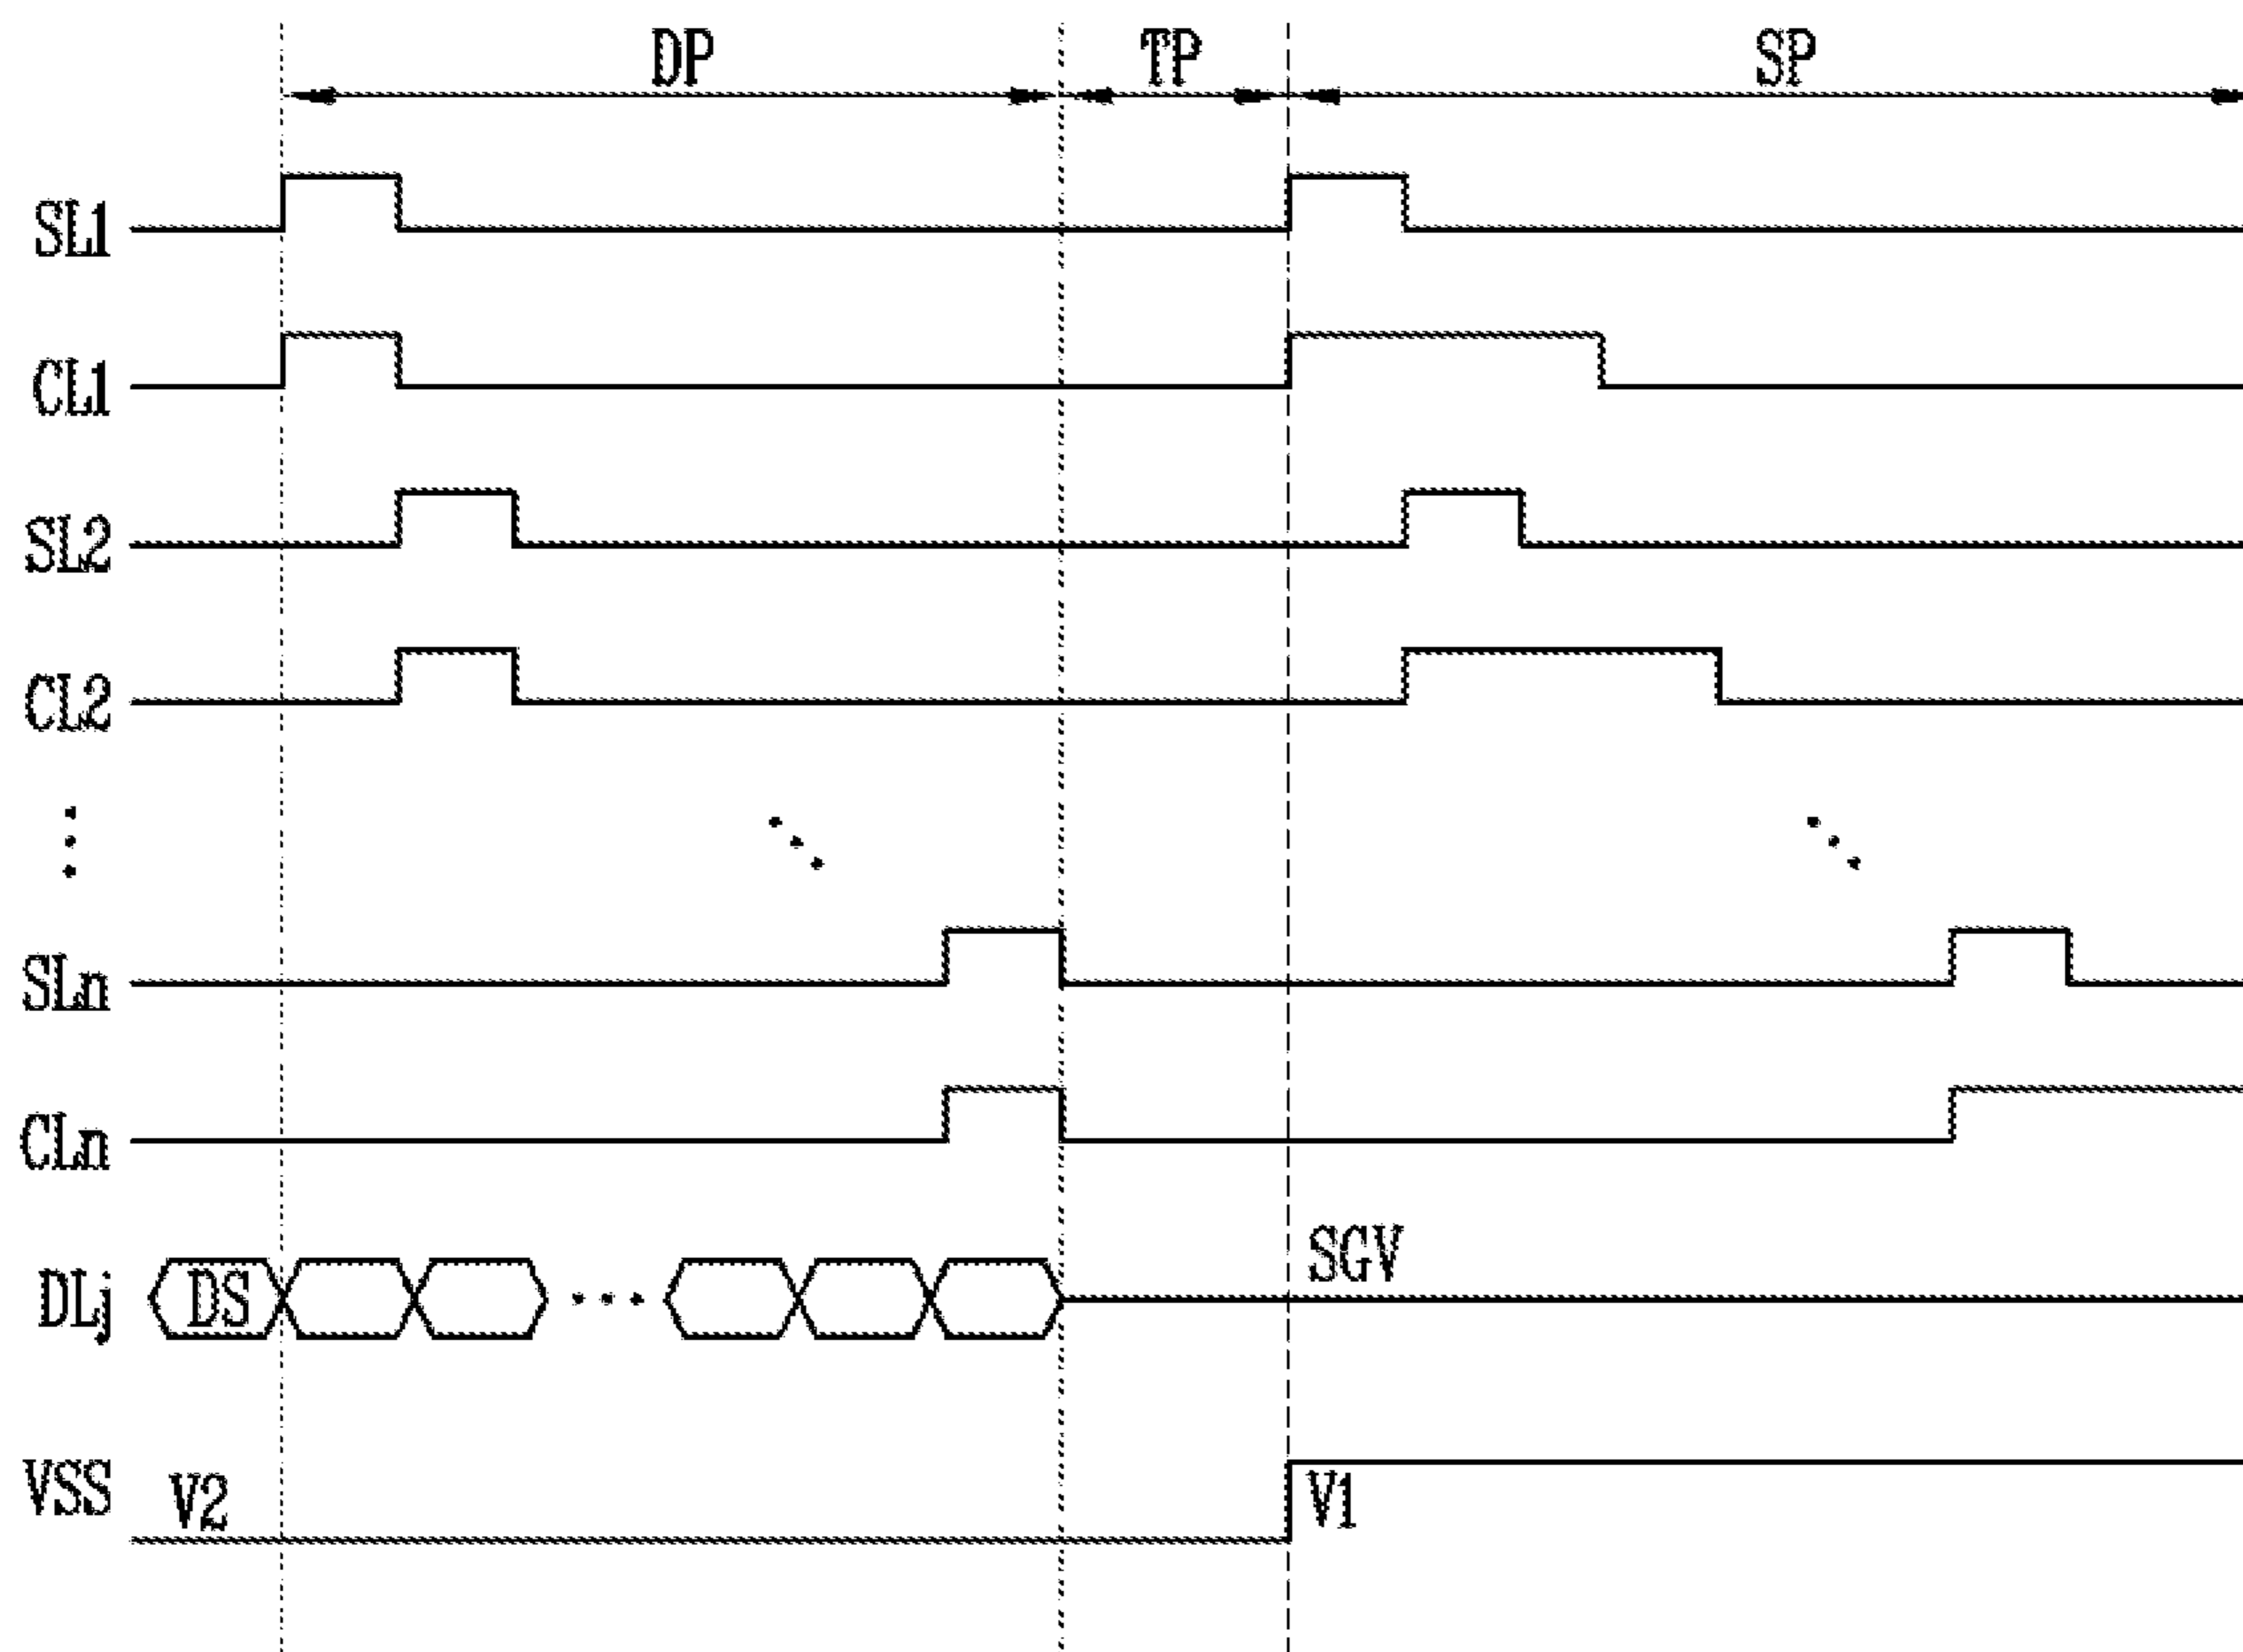 DP TP SP
SL1
CL1
SL2
CL2
SLn
CLn
SGV
DLj DS
VSS V2 V1